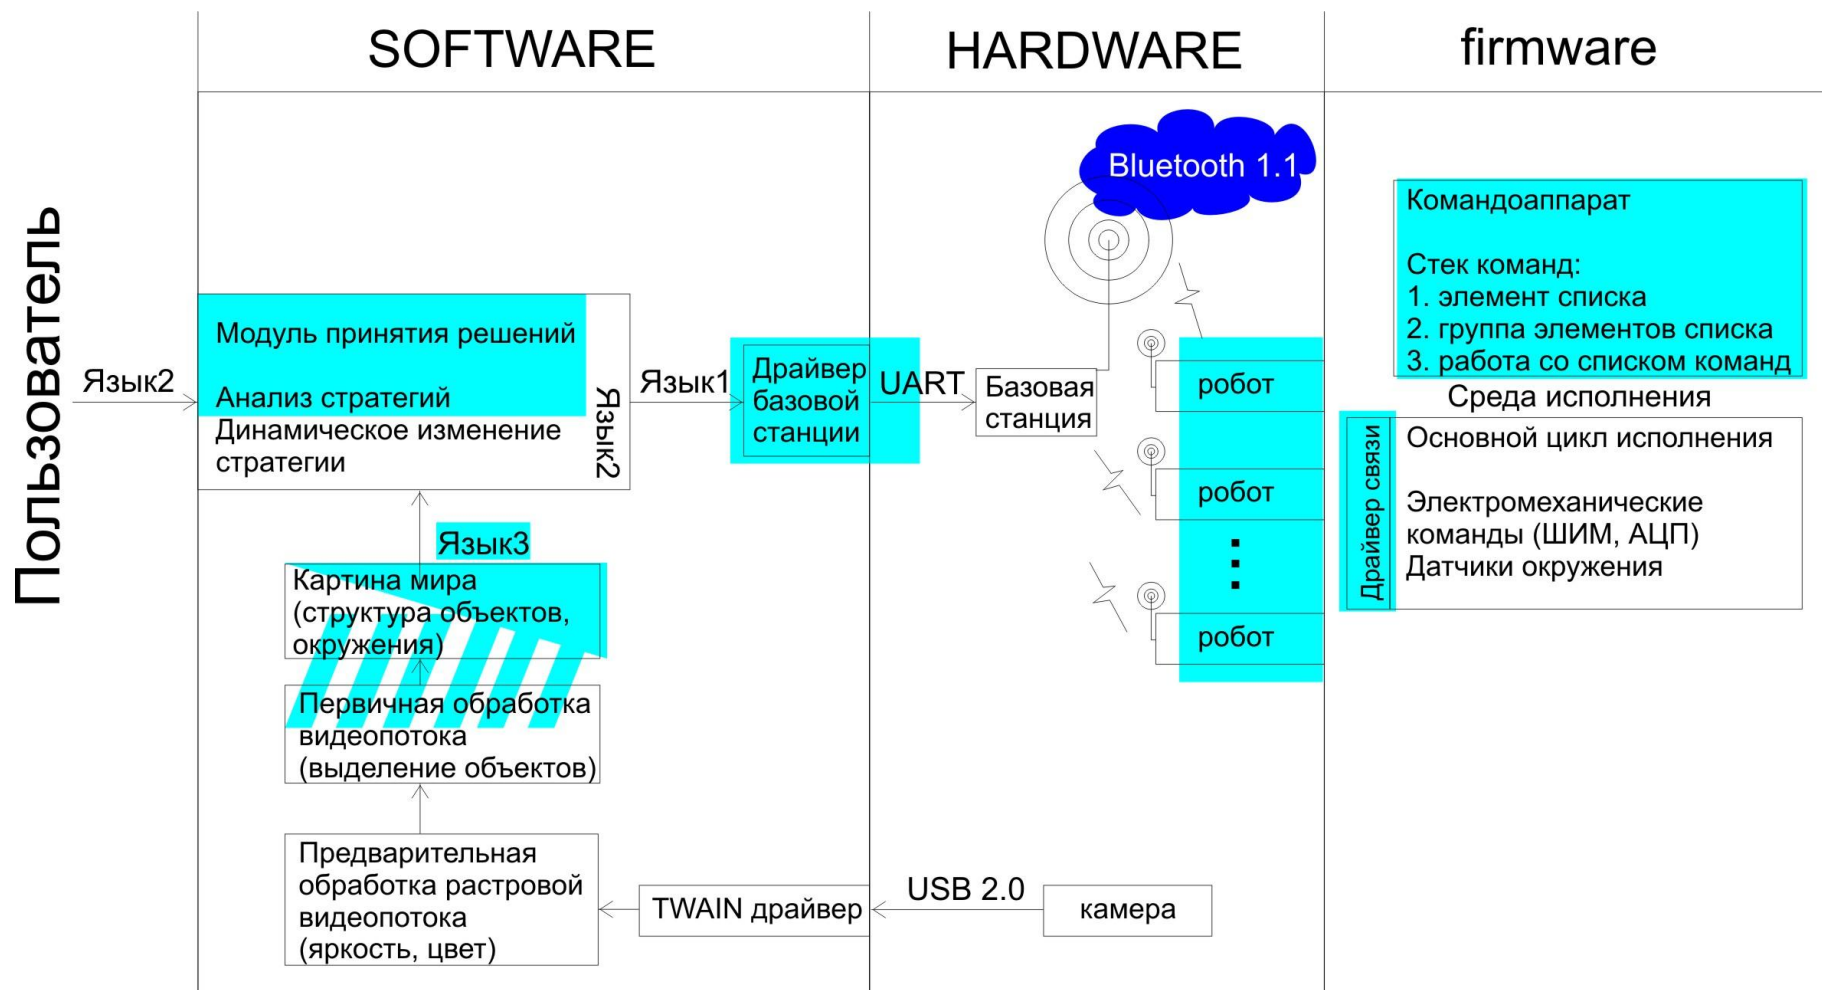 SOFTWARE
HARDWARE
firmware
Пользователь
Язык2
Модуль принятия решений
Анализ стратегий
Динамическое изменение
стратегии
Язык2
Язык1
Драйвер
базовой
станции
UART
Базовая
станция
Bluetooth 1.1
робот
робот
робот
Командоаппарат
Стек команд:
1. элемент списка
2. группа элементов списка
3. работа со списком команд
Среда исполнения
Драйвер связи
Основной цикл исполнения
Электромеханические
команды (ШИМ, АЦП)
Датчики окружения
Язык3
Картина мира
(структура объектов,
окружения)
Первичная обработка
видеопотока
(выделение объектов)
Предварительная
обработка растровой
видеопотока
(яркость, цвет)
TWAIN драйвер
USB 2.0
камера